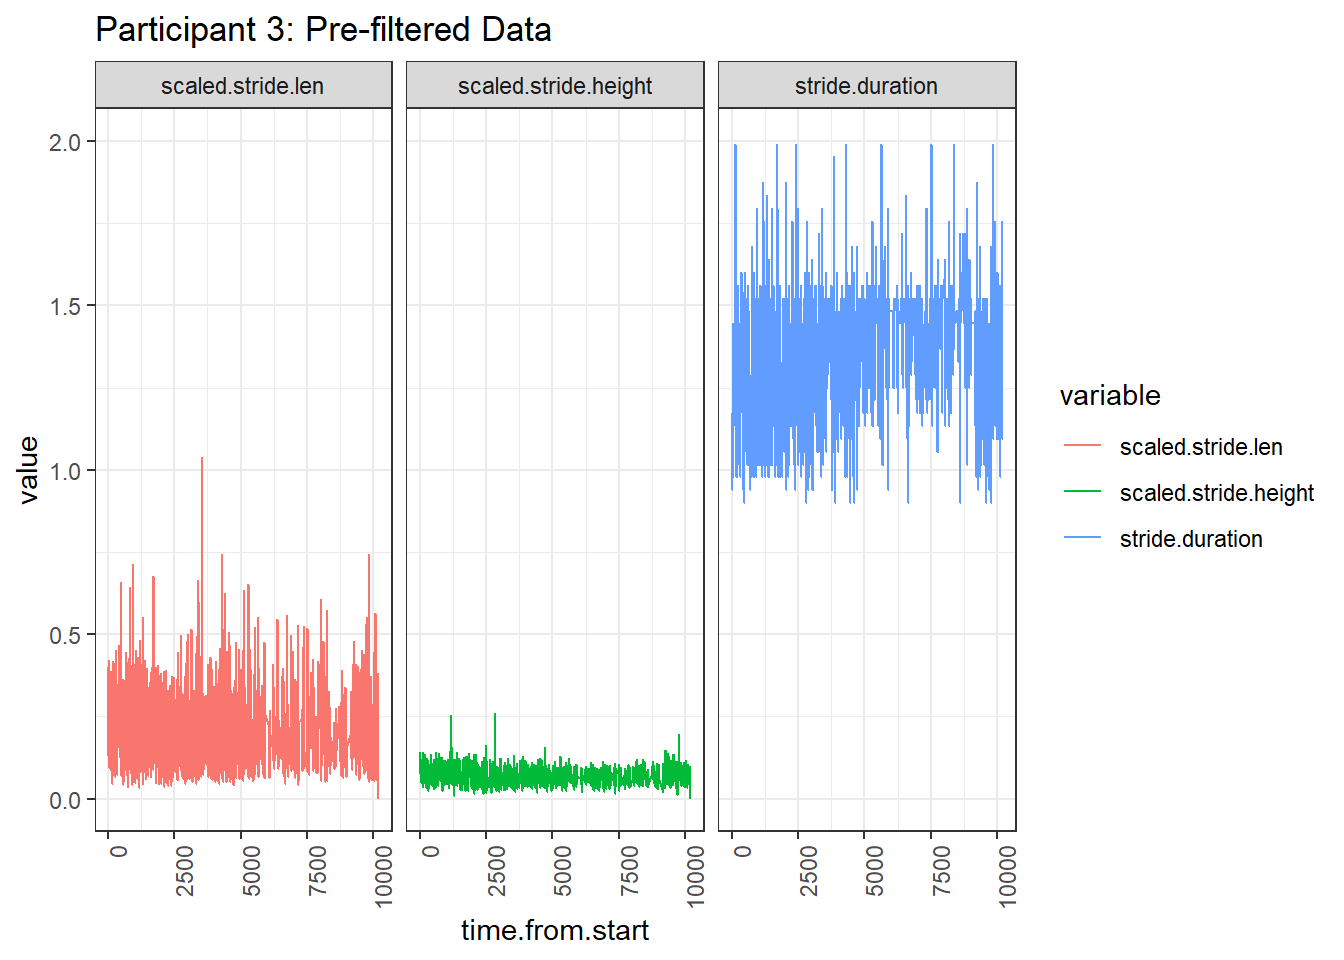 Participant 3: Pre-filtered Data
scaled.stride.len
scaled.stride.height
stride.duration
2.0
1.5
1.0
0.5
0.0
value
0
2500
5000
7500
10000
0
2500
5000
7500
10000
0
2500
5000
7500
10000
time.from.start
variable
scaled.stride.len
scaled.stride.height
stride.duration